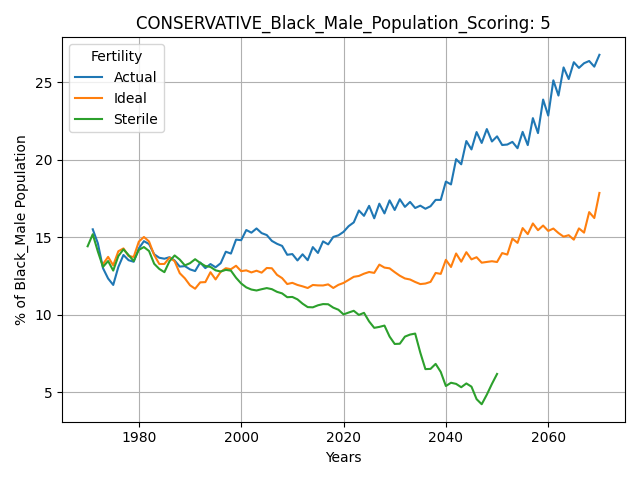 CONSERVATIVE_Black_Male_Population_Scoring: 5
Fertility
Actual
Ideal
Sterile
% of Black_Male Population
25
20
15
10
5
1980 2000 2020 2040 2060
Years